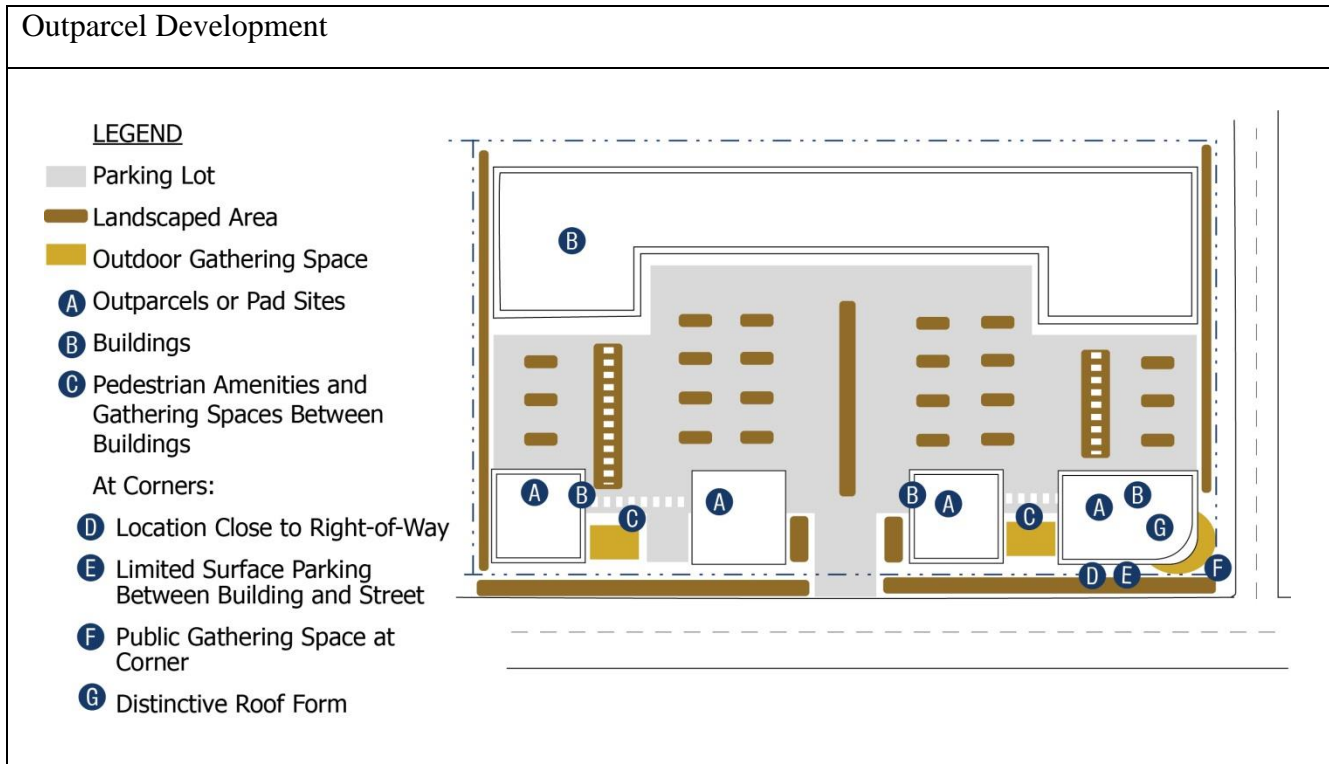 Outparcel Development
LEGEND
Parking Lot
Landscaped Area
Outdoor Gathering Space
A Outparcels or Pad Sites
B Buildings
C Pedestrian Amenities and
Gathering Spaces Between
Buildings
At Corners:
D Location Close to Right-of-Way
E Limited Surface Parking
Between Building and Street
F Public Gathering Space at
Corner
G Distinctive Roof Form
B
A
B
C
A
B
A
C
A
B
G
D
E
F